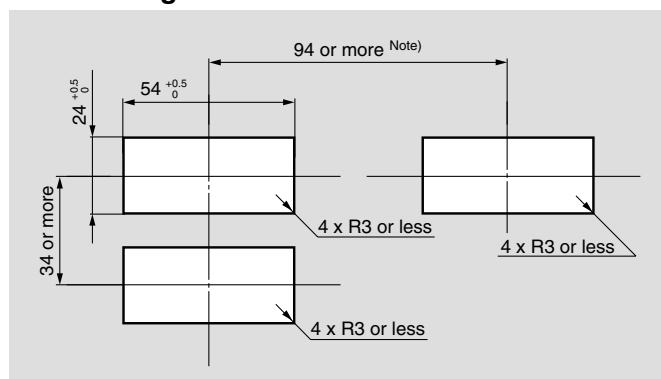 94 or more Note)
54 +0.5 0
24 +0.5 0
34 or more
4 x R3 or less
4 x R3 or less
4 x R3 or less